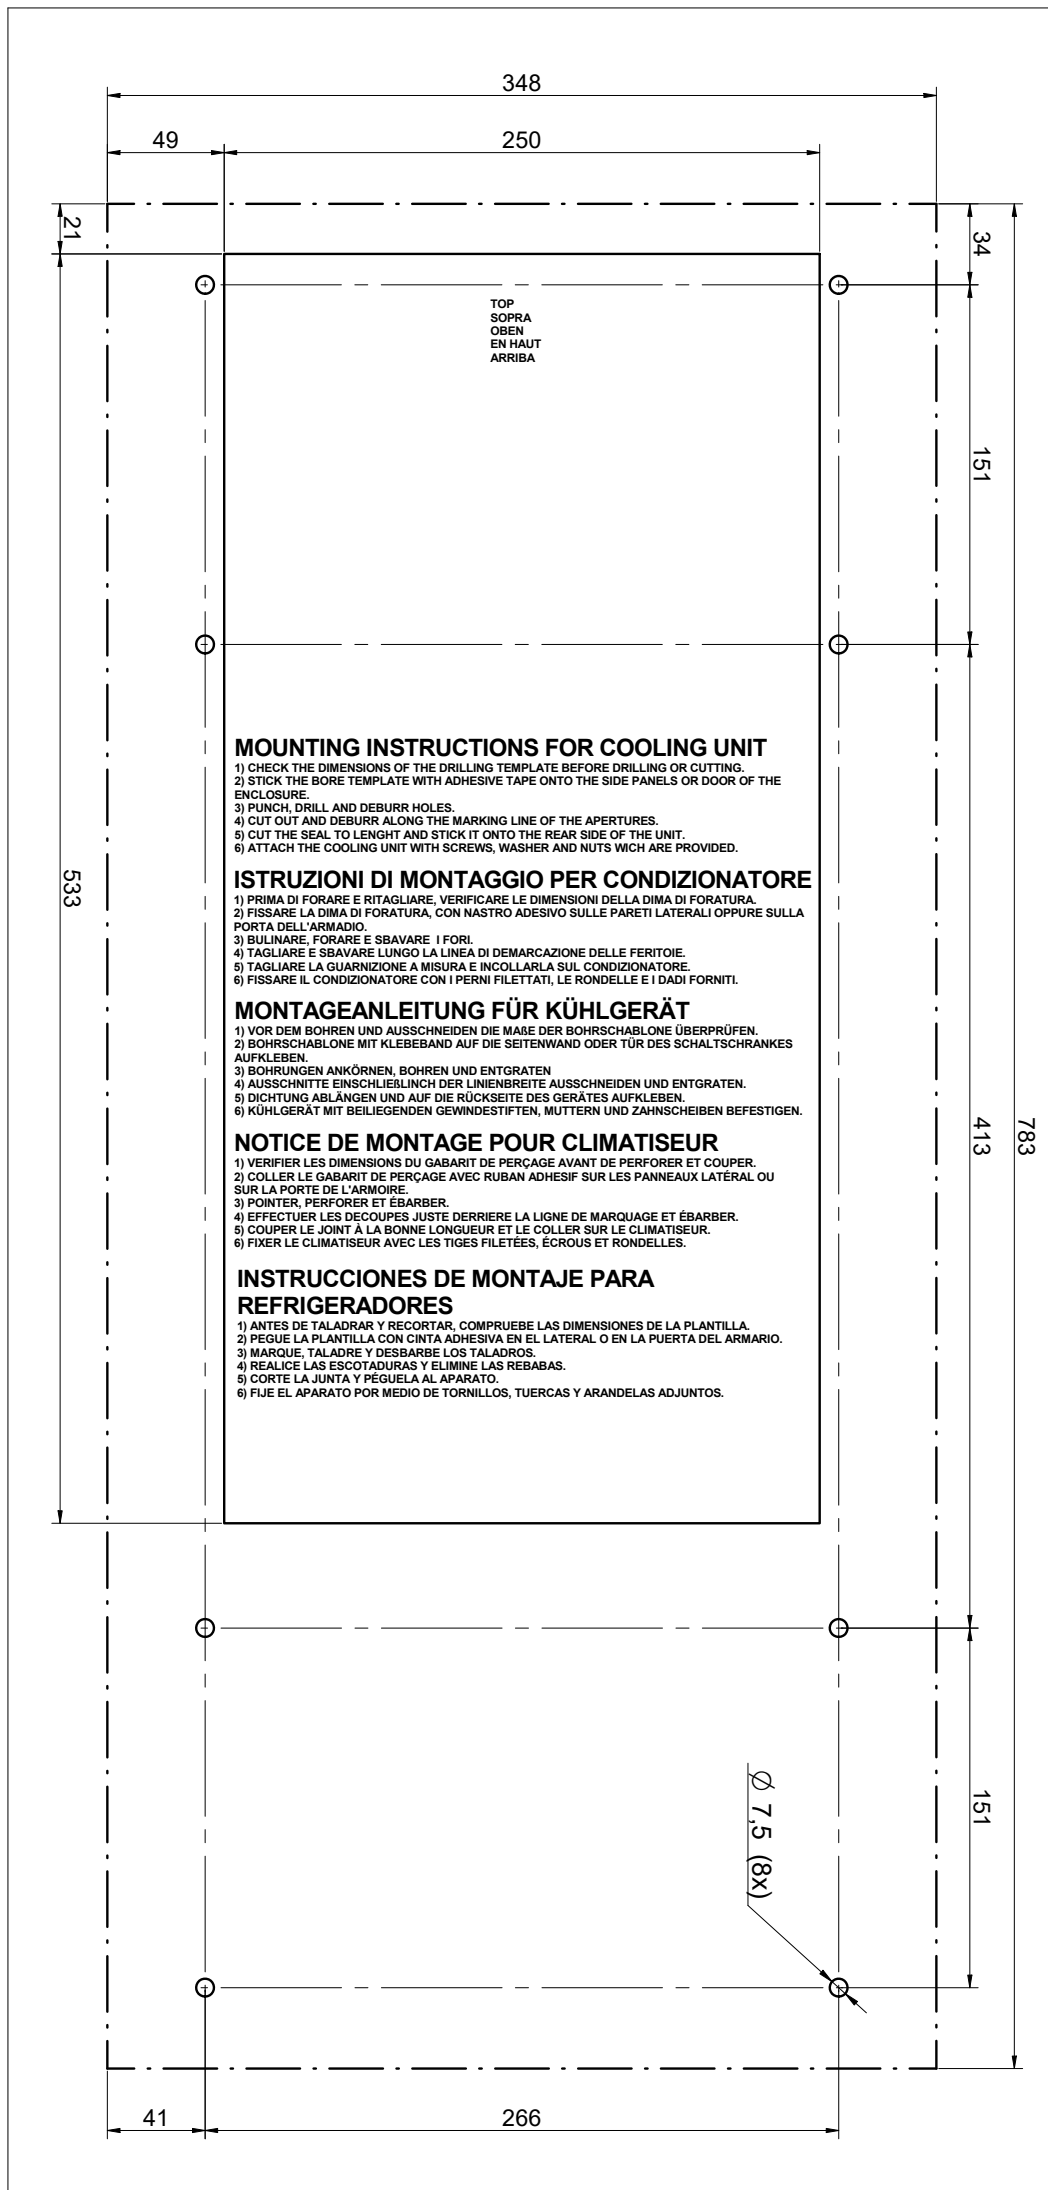 348
49
250
21
34
TOP
SOPRA
OBEN
EN HAUT
ARRIBA
151
MOUNTING INSTRUCTIONS FOR COOLING UNIT
1) CHECK THE DIMENSIONS OF THE DRILLING TEMPLATE BEFORE DRILLING OR CUTTING.
2) STICK THE BORE TEMPLATE WITH ADHESIVE TAPE ONTO THE SIDE PANELS OR DOOR OF THE
ENCLOSURE.
3) PUNCH, DRILL AND DEBURR HOLES.
4) CUT OUT AND DEBURR ALONG THE MARKING LINE OF THE APERTURES.
5) CUT THE SEAL TO LENGHT AND STICK IT ONTO THE REAR SIDE OF THE UNIT.
6) ATTACH THE COOLING UNIT WITH SCREWS, WASHER AND NUTS WICH ARE PROVIDED.
533
ISTRUZIONI DI MONTAGGIO PER CONDIZIONATORE
1) PRIMA DI FORARE E RITAGLIARE, VERIFICARE LE DIMENSIONI DELLA DIMA DI FORATURA.
2) FISSARE LA DIMA DI FORATURA, CON NASTRO ADESIVO SULLE PARETI LATERALI OPPURE SULLA
PORTA DELL'ARMADIO.
3) BULINARE, FORARE E SBAVARE I FORI.
4) TAGLIARE E SBAVARE LUNGO LA LINEA DI DEMARCAZIONE DELLE FERITOIE.
5) TAGLIARE LA GUARNIZIONE A MISURA E INCOLLARLA SUL CONDIZIONATORE.
6) FISSARE IL CONDIZIONATORE CON I PERNI FILETTATI, LE RONDELLE E I DADI FORNITI.
MONTAGEANLEITUNG FÜR KÜHLGERÄT
1) VOR DEM BOHREN UND AUSSCHNEIDEN DIE MAßE DER BOHRSCHABLONE ÜBERPRÜFEN.
2) BOHRSCHABLONE MIT KLEBEBAND AUF DIE SEITENWAND ODER TÜR DES SCHALTSCHRANKES
AUFKLEBEN.
3) BOHRUNGEN ANKÖRNEN, BOHREN UND ENTGRATEN
4) AUSSCHNITTE EINSCHLIEßLINCH DER LINIENBREITE AUSSCHNEIDEN UND ENTGRATEN.
5) DICHTUNG ABLÄNGEN UND AUF DIE RÜCKSEITE DES GERÄTES AUFKLEBEN.
6) KÜHLGERÄT MIT BEILIEGENDEN GEWINDESTIFTEN, MUTTERN UND ZAHNSCHEIBEN BEFESTIGEN.
413
783
NOTICE DE MONTAGE POUR CLIMATISEUR
1) VERIFIER LES DIMENSIONS DU GABARIT DE PERÇAGE AVANT DE PERFORER ET COUPER.
2) COLLER LE GABARIT DE PERÇAGE AVEC RUBAN ADHESIF SUR LES PANNEAUX LATÉRAL OU
SUR LA PORTE DE L'ARMOIRE.
3) POINTER, PERFORER ET ÉBARBER.
4) EFFECTUER LES DECOUPES JUSTE DERRIERE LA LIGNE DE MARQUAGE ET ÉBARBER.
5) COUPER LE JOINT À LA BONNE LONGUEUR ET LE COLLER SUR LE CLIMATISEUR.
6) FIXER LE CLIMATISEUR AVEC LES TIGES FILETÉES, ÉCROUS ET RONDELLES.
INSTRUCCIONES DE MONTAJE PARA
REFRIGERADORES
1) ANTES DE TALADRAR Y RECORTAR, COMPRUEBE LAS DIMENSIONES DE LA PLANTILLA.
2) PEGUE LA PLANTILLA CON CINTA ADHESIVA EN EL LATERAL O EN LA PUERTA DEL ARMARIO.
3) MARQUE, TALADRE Y DESBARBE LOS TALADROS.
4) REALICE LAS ESCOTADURAS Y ELIMINE LAS REBABAS.
5) CORTE LA JUNTA Y PÉGUELA AL APARATO.
6) FIJE EL APARATO POR MEDIO DE TORNILLOS, TUERCAS Y ARANDELAS ADJUNTOS.
151
Ø 7,5 (8x)
41
266